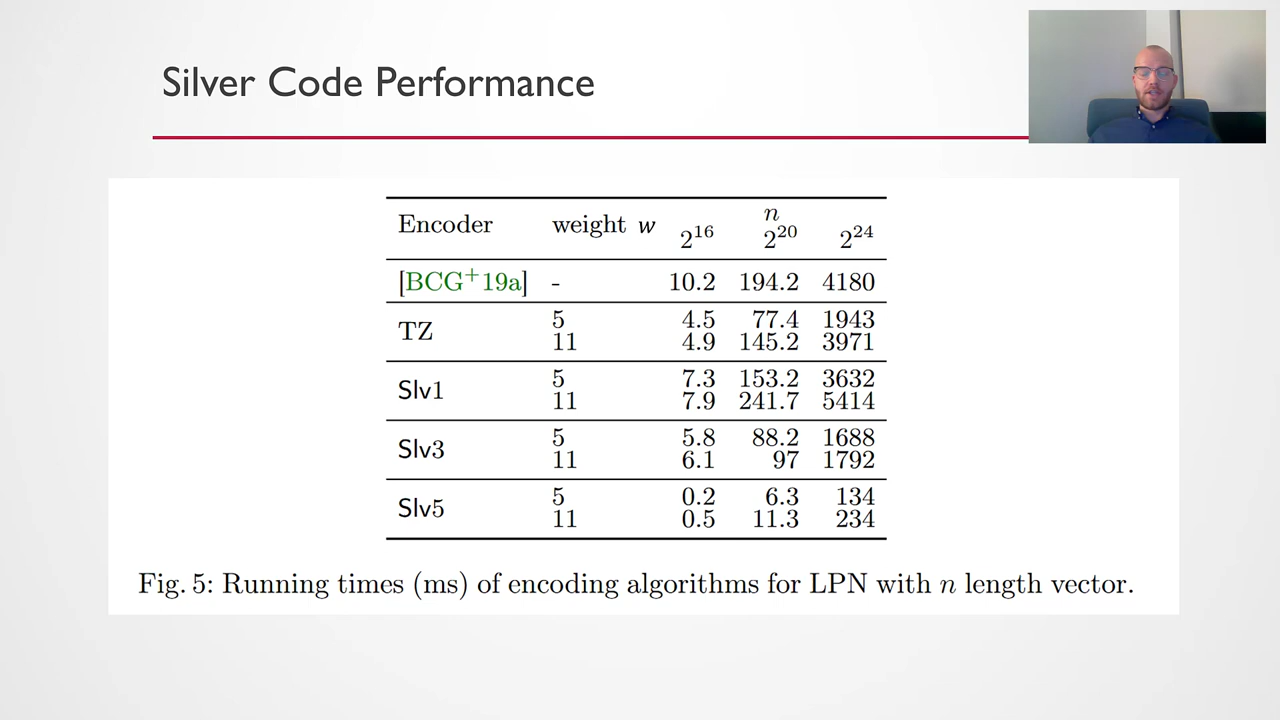 Silver Code Performance
Encoder weight w n
2^16 2^20 2^24
[BCG^+19a] - 10.2 194.2 4180
TZ 5 4.5 77.4 1943
11 4.9 145.2 3971
Slv1 5 7.3 153.2 3632
11 7.9 241.7 5414
Slv3 5 5.8 88.2 1688
11 6.1 97 1792
Slv5 5 0.2 6.3 134
11 0.5 11.3 234
Fig. 5: Running times (ms) of encoding algorithms for LPN with n length vector.